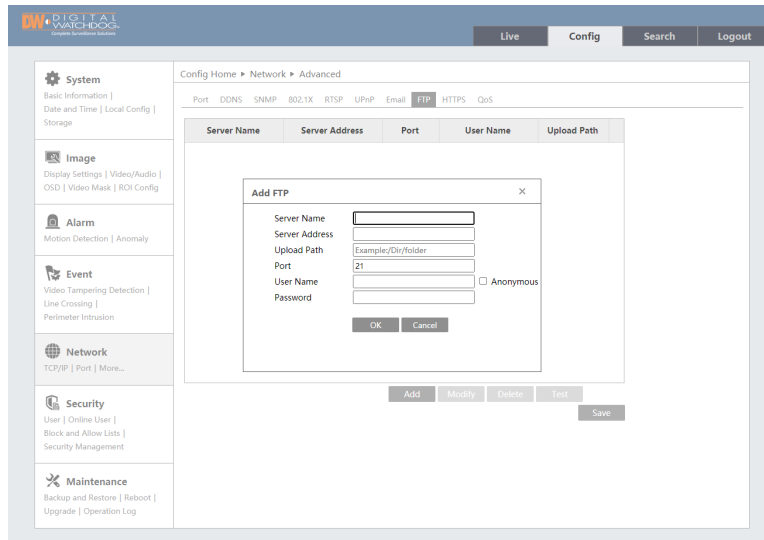 DW DIGITAL
WATCHDOG®
Complete Surveillance Solutions
Live Config Search Logout
System
Basic Information |
Date and Time | Local Config |
Storage
Image
Display Settings | Video/Audio |
OSD | Video Mask | ROI Config
Alarm
Motion Detection | Anomaly
Event
Video Tampering Detection |
Line Crossing |
Perimeter Intrusion
Network
TCP/IP | Port | More...
Security
User | Online User |
Block and Allow Lists |
Security Management
Maintenance
Backup and Restore | Reboot |
Upgrade | Operation Log
Config Home ▶ Network ▶ Advanced
Port DDNS SNMP 802.1X RTSP UPnP Email FTP HTTPS QoS
Server Name Server Address Port User Name Upload Path
Add FTP ×
Server Name
Server Address
Upload Path Example:/Dir/folder
Port 21
User Name Anonymous
Password
OK Cancel
Add Modify Delete Test
Save